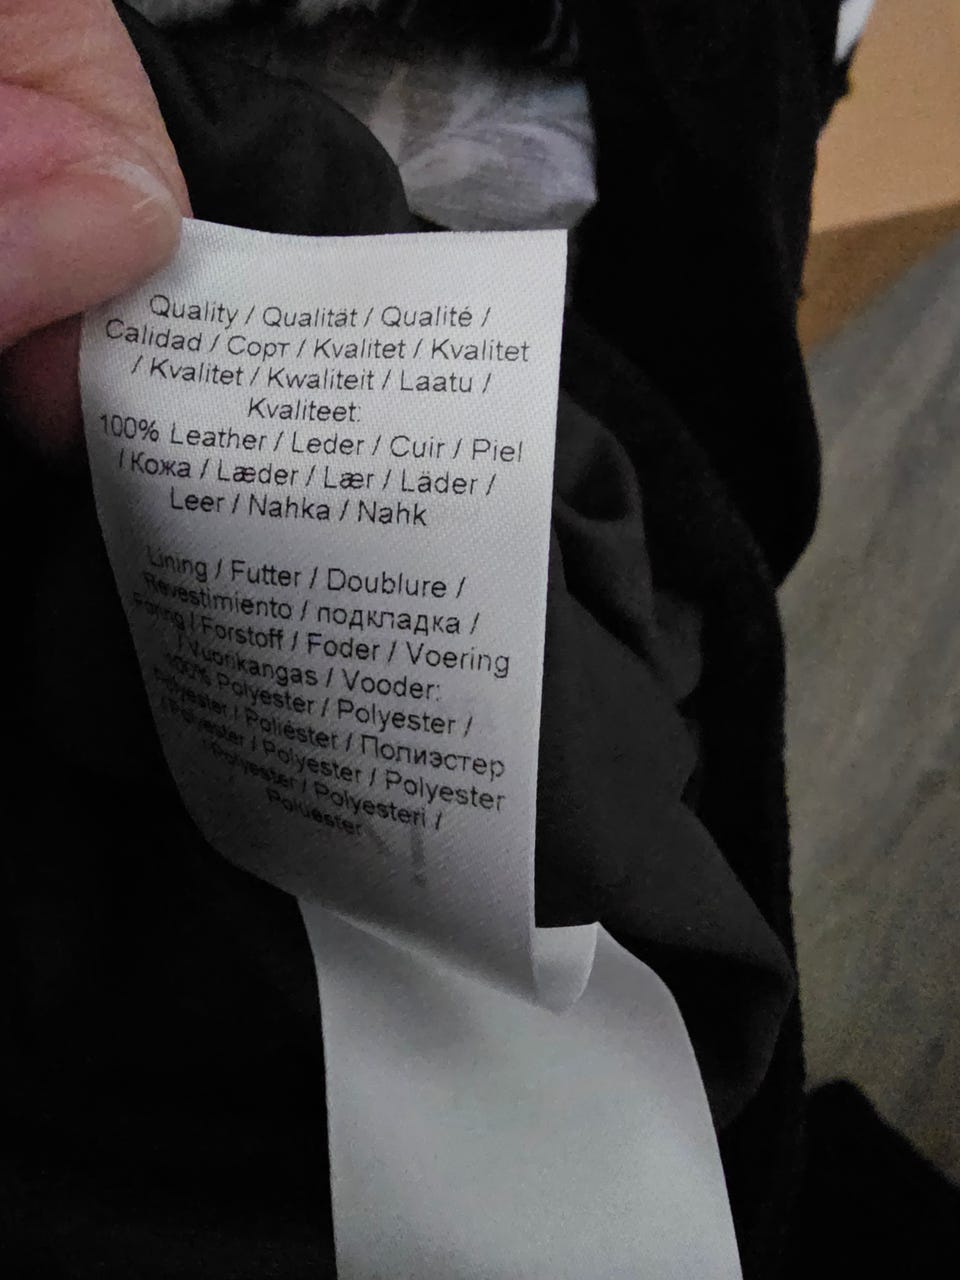 Quality / Qualität / Qualité /
Calidad / Сорт / Kvalitet / Kvalitet
/ Kvalitet / Kwaliteit / Laatu /
Kvaliteet:
100% Leather / Leder / Cuir / Piel
/ Кожа / Læder / Lær / Läder /
Leer / Nahka / Nahk
Lining / Futter / Doublure /
Revestimiento / подкладка /
Foring / Forstoff / Foder / Voering
/ Vuorikangas / Vooder:
100% Polyester / Polyester /
Polyester / Poliéster / Полиэстер
/ Polyester / Polyester / Polyester
/ Polyester / Polyesteri /
Polüester